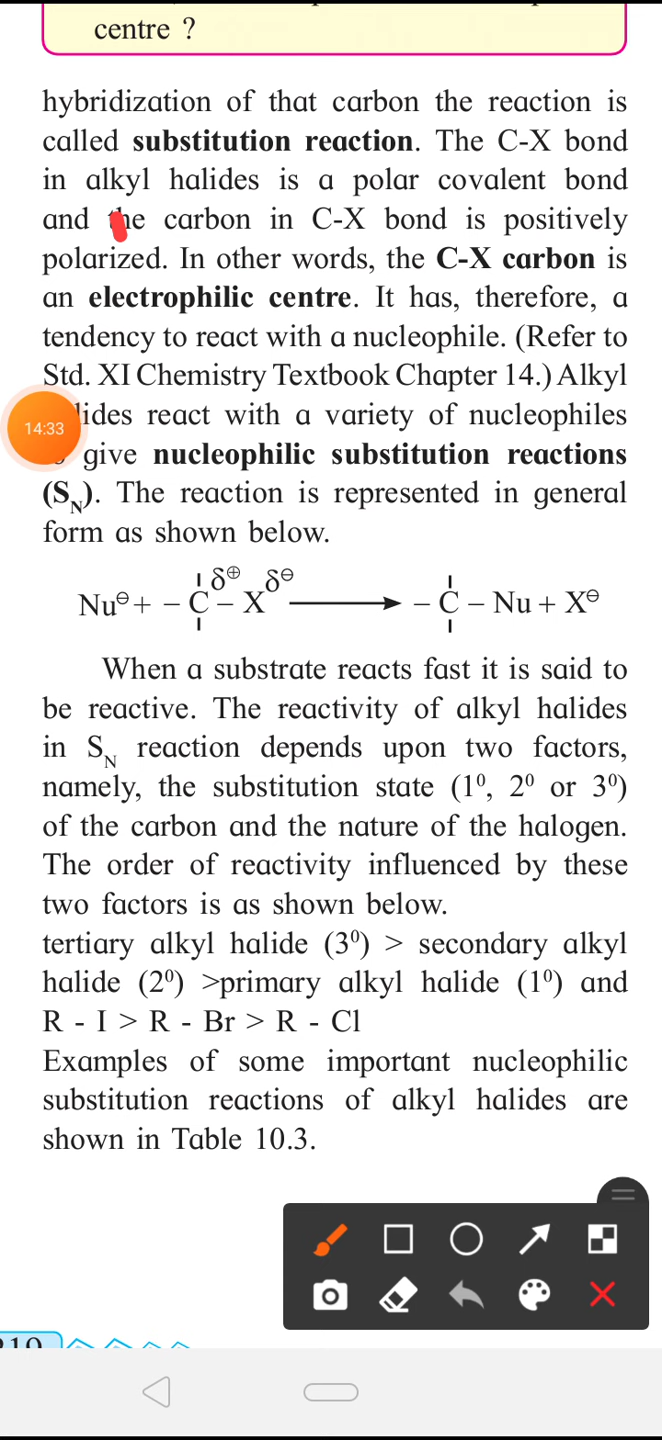 centre ?
hybridization of that carbon the reaction is
called substitution reaction. The C-X bond
in alkyl halides is a polar covalent bond
and the carbon in C-X bond is positively
polarized. In other words, the C-X carbon is
an electrophilic centre. It has, therefore, a
tendency to react with a nucleophile. (Refer to
Std. XI Chemistry Textbook Chapter 14.) Alkyl
14:33
lides react with a variety of nucleophiles
give nucleophilic substitution reactions
(S_N). The reaction is represented in general
form as shown below.
Nu⊖ + – C δ⊕ – X δ⊖ ⟶ – C – Nu + X⊖
When a substrate reacts fast it is said to
be reactive. The reactivity of alkyl halides
in S_N reaction depends upon two factors,
namely, the substitution state (1⁰, 2⁰ or 3⁰)
of the carbon and the nature of the halogen.
The order of reactivity influenced by these
two factors is as shown below.
tertiary alkyl halide (3⁰) > secondary alkyl
halide (2⁰) >primary alkyl halide (1⁰) and
R - I > R - Br > R - Cl
Examples of some important nucleophilic
substitution reactions of alkyl halides are
shown in Table 10.3.